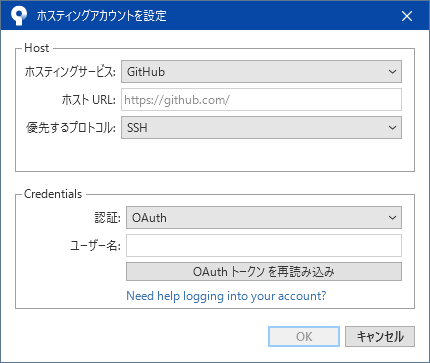 ホスティングアカウントを設定
Host
ホスティングサービス: GitHub
ホスト URL: https://github.com/
優先するプロトコル: SSH
Credentials
認証: OAuth
ユーザー名:
OAuth トークン を再読み込み
Need help logging into your account?
OK キャンセル